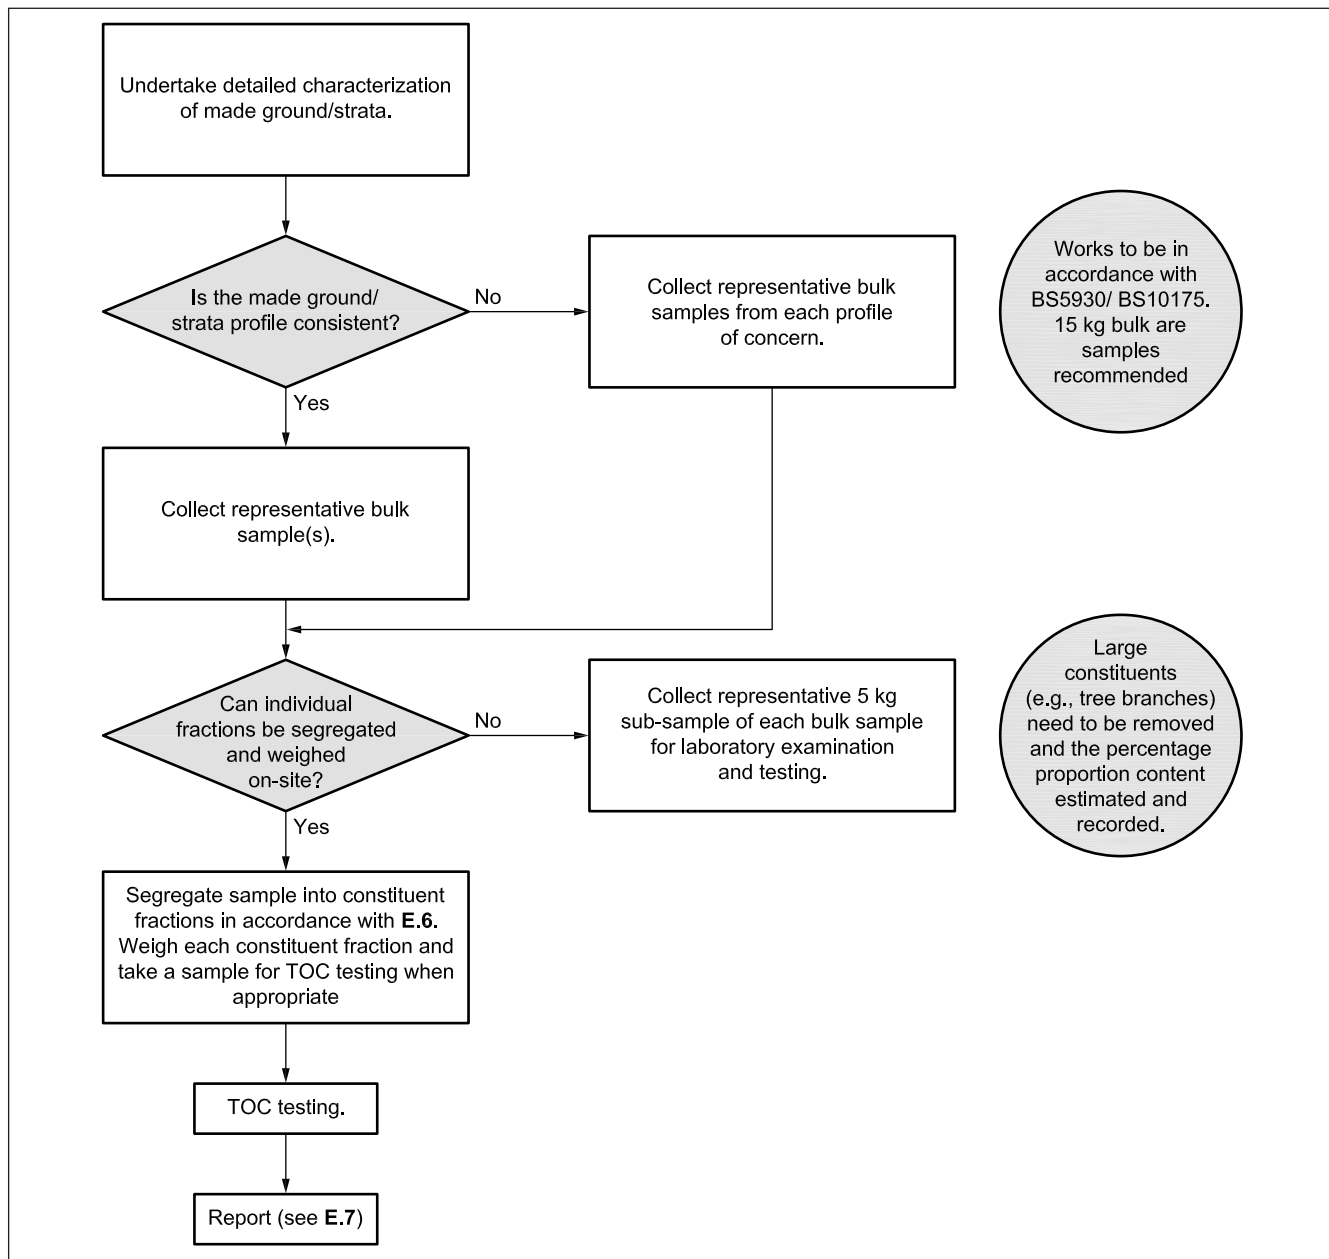 Undertake detailed characterization
of made ground/strata.
Is the made ground/
strata profile consistent?
No
Collect representative bulk
samples from each profile
of concern.
Works to be in
accordance with
BS5930/ BS10175.
15 kg bulk are
samples
recommended
Yes
Collect representative bulk
sample(s).
Can individual
fractions be segregated
and weighed
on-site?
No
Collect representative 5 kg
sub-sample of each bulk sample
for laboratory examination
and testing.
Large
constituents
(e.g., tree branches)
need to be removed
and the percentage
proportion content
estimated and
recorded.
Yes
Segregate sample into constituent
fractions in accordance with E.6.
Weigh each constituent fraction and
take a sample for TOC testing when
appropriate
TOC testing.
Report (see E.7)